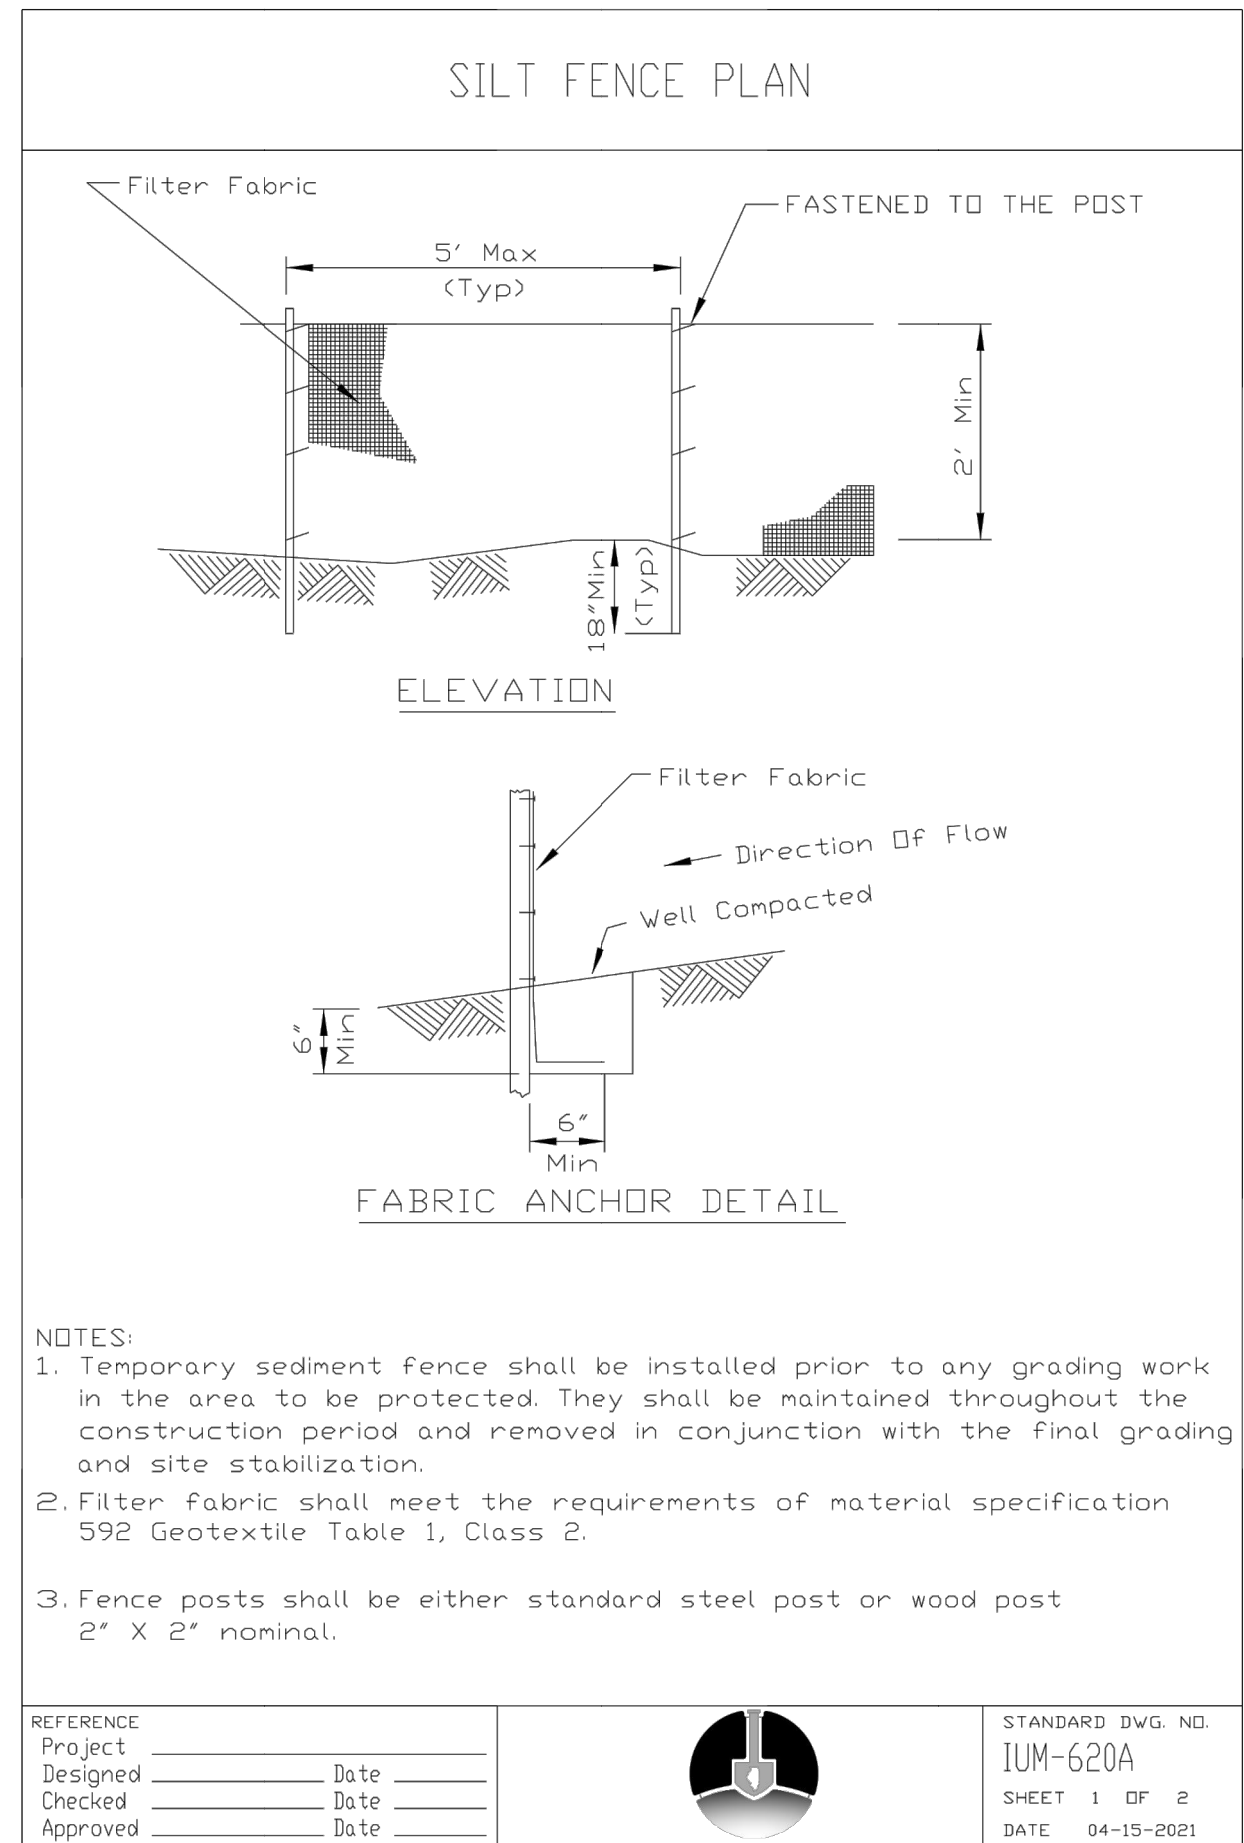 SILT FENCE PLAN
Filter Fabric
FASTENED TO THE POST
5' Max
(Typ)
2' Min
18"Min
(Typ)
ELEVATION
Filter Fabric
Direction Of Flow
Well Compacted
6"
Min
6"
Min
FABRIC ANCHOR DETAIL
NOTES:
1. Temporary sediment fence shall be installed prior to any grading work
in the area to be protected. They shall be maintained throughout the
construction period and removed in conjunction with the final grading
and site stabilization.
2. Filter fabric shall meet the requirements of material specification
592 Geotextile Table 1, Class 2.
3. Fence posts shall be either standard steel post or wood post
2" X 2" nominal.
REFERENCE
Project
Designed Date
Checked Date
Approved Date
STANDARD DWG. NO.
IUM-620A
SHEET 1 OF 2
DATE 04-15-2021